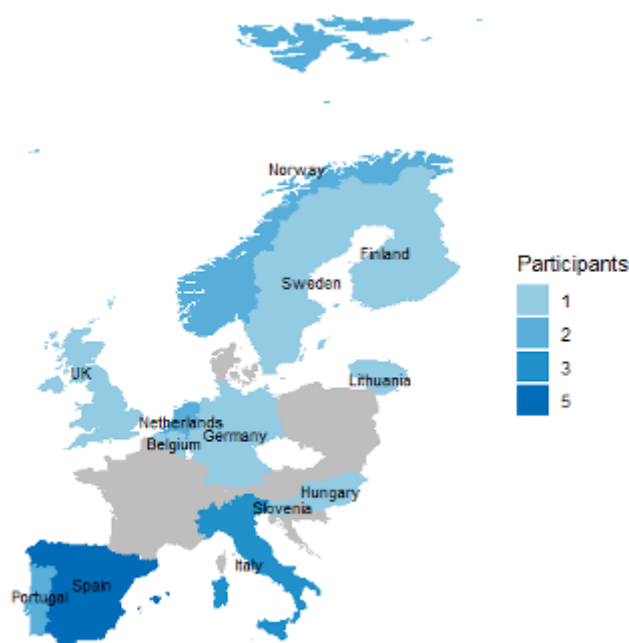 Norway
Finland
Sweden
Participants
1
2
3
5
UK
Lithuania
Netherlands
Belgium
Germany
Hungary
Slovenia
Italy
Portugal
Spain